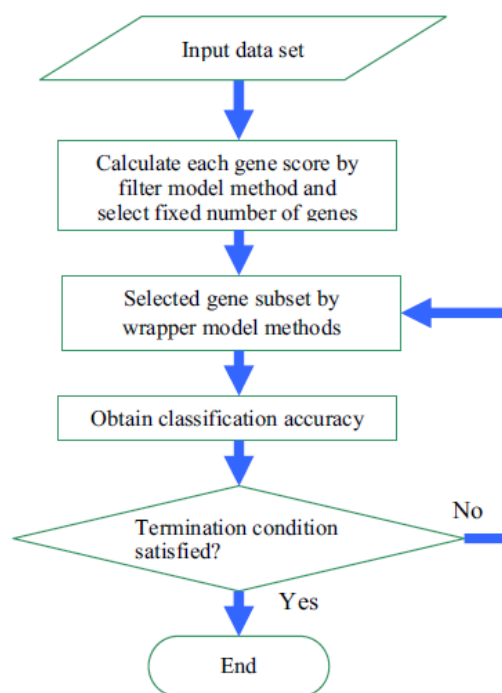 Input data set
Calculate each gene score by
filter model method and
select fixed number of genes
Selected gene subset by
wrapper model methods
Obtain classification accuracy
Termination condition
satisfied?
No
Yes
End